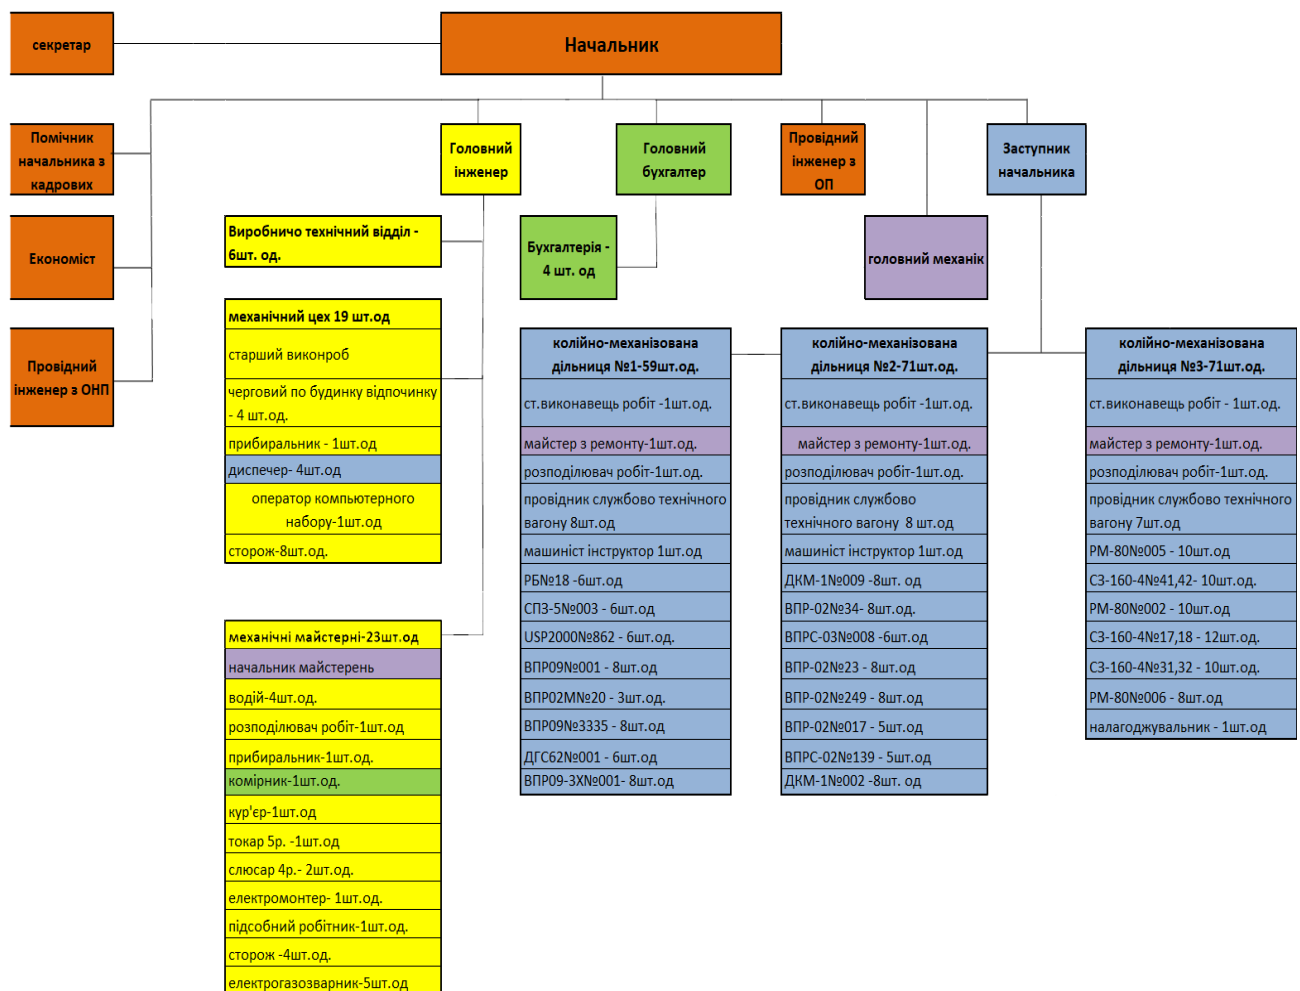 секретар
Начальник
Помічник
начальника з
кадрових
Головний
інженер
Головний
бухгалтер
Провідний
інженер з
ОП
Заступник
начальника
Економіст
Виробничо технічний відділ -
6шт. од.
Бухгалтерія -
4 шт. од
головний механік
Провідний
інженер з ОНП
механічний цех 19 шт.од
старший виконроб
черговий по будинку відпочинку
- 4 шт.од.
прибиральник - 1шт.од
диспечер- 4шт.од
оператор компьютерного
набору-1шт.од
сторож-8шт.од.
механічні майстерні-23шт.од
начальник майстерень
водій-4шт.од.
розподілювач робіт-1шт.од
прибиральник-1шт.од.
комірник-1шт.од.
кур'єр-1шт.од
токар 5р. -1шт.од
слюсар 4р.- 2шт.од.
електромонтер- 1шт.од.
підсобний робітник-1шт.од.
сторож -4шт.од.
електрогазозварник-5шт.од
колійно-механізована
дільниця №1-59шт.од.
ст.виконавець робіт -1шт.од.
майстер з ремонту-1шт.од.
розподілювач робіт-1шт.од.
провідник службово технічного
вагону 8шт.од
машиніст інструктор 1шт.од
РБ№18 -6шт.од
СПЗ-5№003 - 6шт.од
USP2000№862 - 6шт.од.
ВПР09№001 - 8шт.од
ВПР02М№20 - 3шт.од.
ВПР09№3335 - 8шт.од
ДГС62№001 - 6шт.од
ВПР09-3Х№001- 8шт.од
колійно-механізована
дільниця №2-71шт.од.
ст.виконавець робіт -1шт.од.
майстер з ремонту-1шт.од.
розподілювач робіт-1шт.од.
провідник службово
технічного вагону 8 шт.од
машиніст інструктор 1шт.од
ДКМ-1№009 -8шт. од
ВПР-02№34- 8шт.од.
ВПРС-03№008 -6шт.од
ВПР-02№23 - 8шт.од
ВПР-02№249 - 8шт.од
ВПР-02№017 - 5шт.од
ВПРС-02№139 - 5шт.од
ДКМ-1№002 -8шт. од
колійно-механізована
дільниця №3-71шт.од.
ст.виконавець робіт - 1шт.од.
майстер з ремонту-1шт.од.
розподілювач робіт-1шт.од
провідник службово технічного
вагону 7шт.од
РМ-80№005 - 10шт.од
СЗ-160-4№41,42- 10шт.од.
РМ-80№002 - 10шт.од
СЗ-160-4№17,18 - 12шт.од.
СЗ-160-4№31,32 - 10шт.од.
РМ-80№006 - 8шт.од
налагоджувальник - 1шт.од